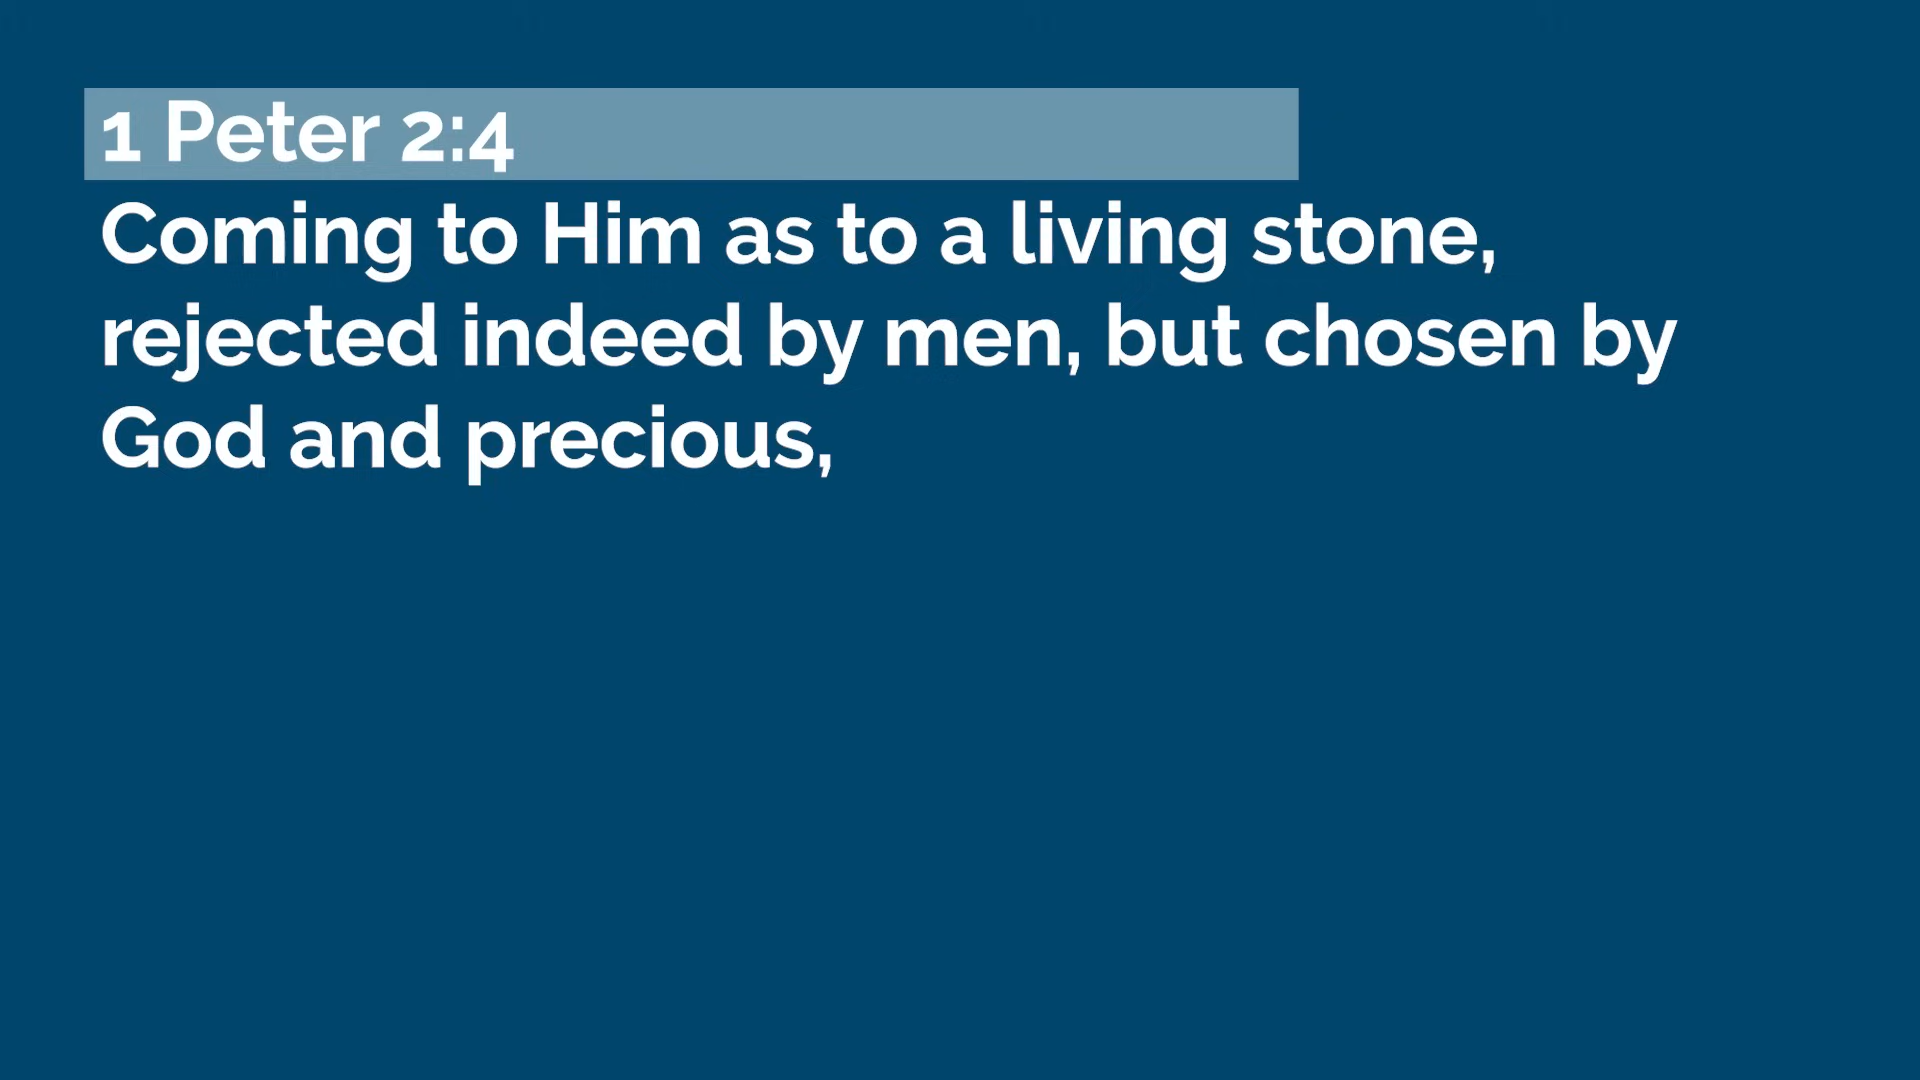 1 Peter 2:4
Coming to Him as to a living stone,
rejected indeed by men, but chosen by
God and precious,